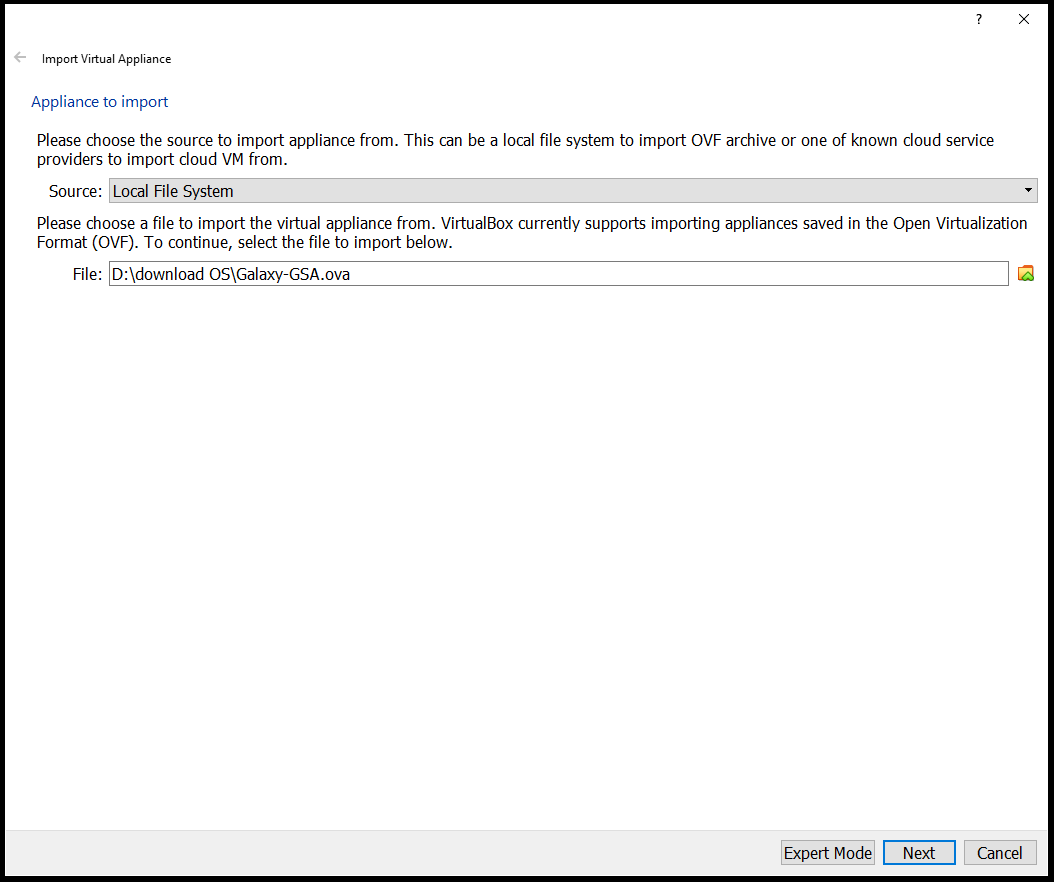 ?
Import Virtual Appliance
Appliance to import
Please choose the source to import appliance from. This can be a local file system to import OVF archive or one of known cloud service
providers to import cloud VM from.
Source: Local File System
Please choose a file to import the virtual appliance from. VirtualBox currently supports importing appliances saved in the Open Virtualization
Format (OVF). To continue, select the file to import below.
File: D:\download OS\Galaxy-GSA.ova
Expert Mode Next Cancel